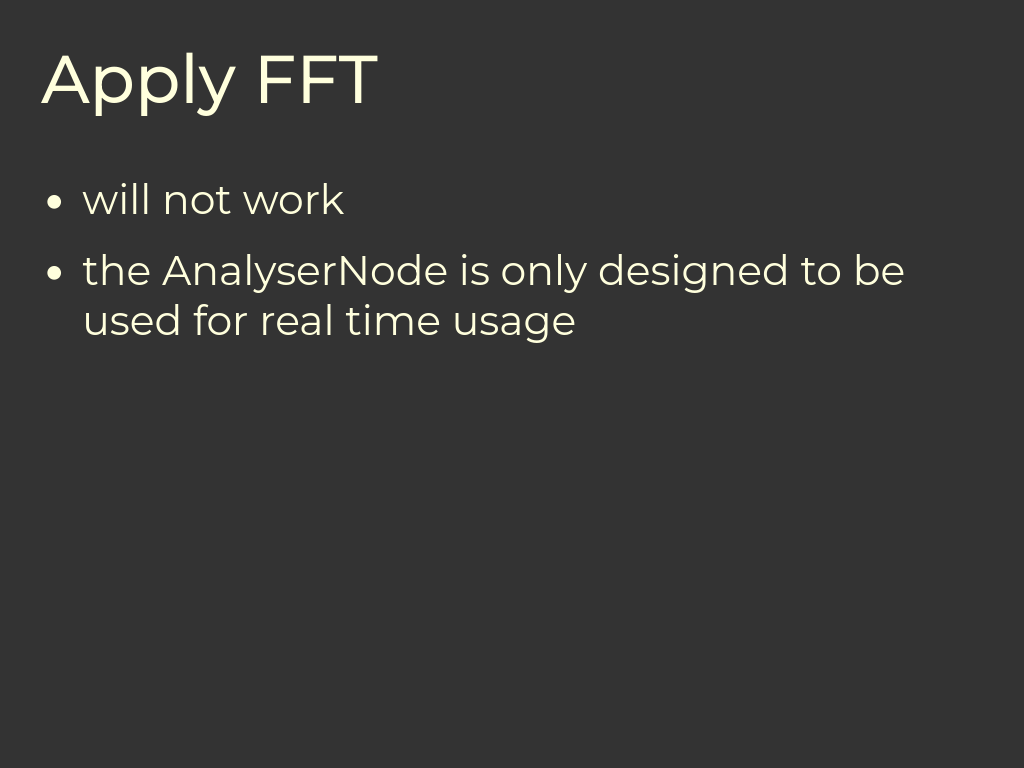 Apply FFT
• will not work
• the AnalyserNode is only designed to be
used for real time usage